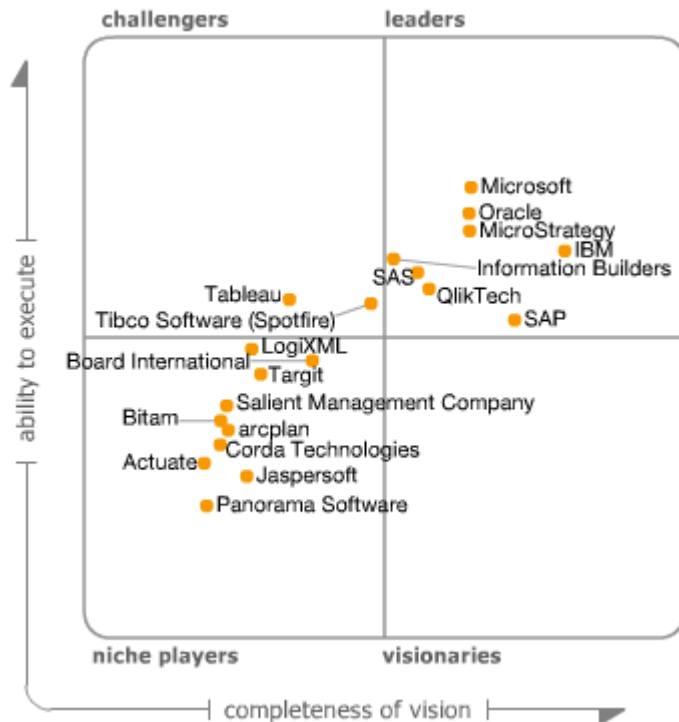 challengers
leaders
Microsoft
Oracle
MicroStrategy
IBM
Information Builders
SAS
QlikTech
Tableau
Tibco Software (Spotfire)
SAP
LogiXML
Board International
Targit
Salient Management Company
Bitam
arcplan
Corda Technologies
Actuate
Jaspersoft
Panorama Software
ability to execute
niche players
visionaries
completeness of vision